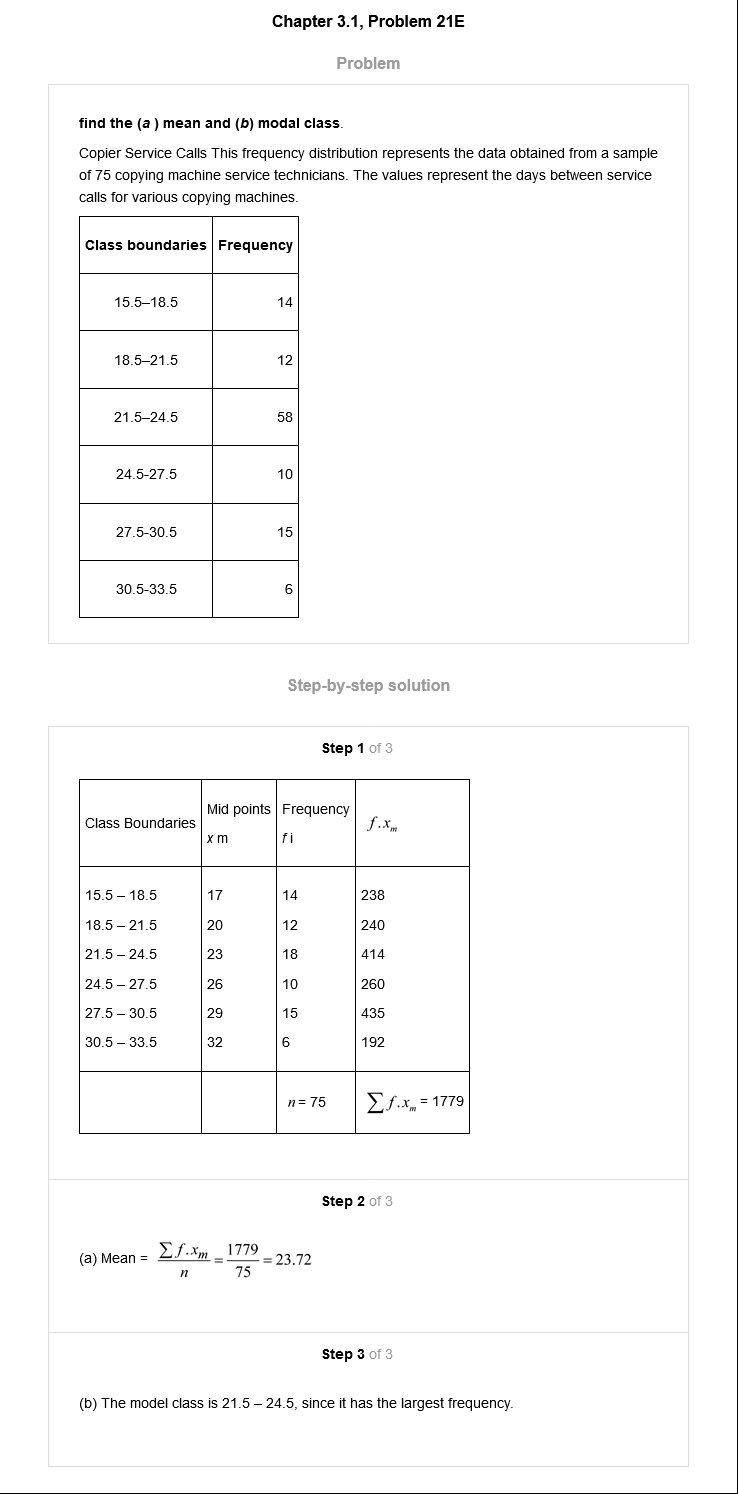 Chapter 3.1, Problem 21E
Problem
find the (a ) mean and (b) modal class.
Copier Service Calls This frequency distribution represents the data obtained from a sample
of 75 copying machine service technicians. The values represent the days between service
calls for various copying machines.
Class boundaries Frequency
15.5–18.5 14
18.5–21.5 12
21.5–24.5 58
24.5-27.5 10
27.5-30.5 15
30.5-33.5 6
Step-by-step solution
Step 1 of 3
Class Boundaries Mid points x m Frequency f i f.xₘ
15.5 – 18.5 17 14 238
18.5 – 21.5 20 12 240
21.5 – 24.5 23 18 414
24.5 – 27.5 26 10 260
27.5 – 30.5 29 15 435
30.5 – 33.5 32 6 192
n = 75 ∑ f.xₘ = 1779
Step 2 of 3
(a) Mean = ∑ f.xₘ / n = 1779 / 75 = 23.72
Step 3 of 3
(b) The model class is 21.5 – 24.5, since it has the largest frequency.